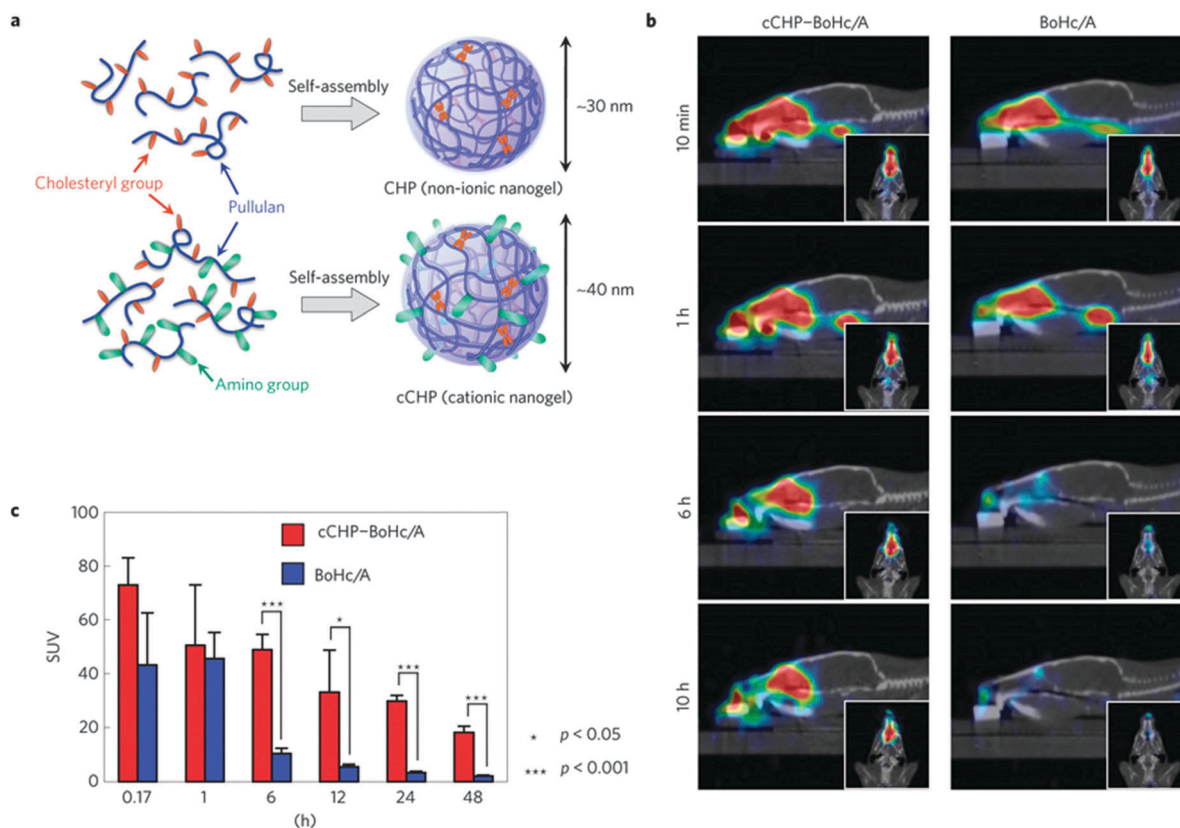 a
Self-assembly
~30 nm
Cholesteryl group
Pullulan
CHP (non-ionic nanogel)
Self-assembly
~40 nm
Amino group
cCHP (cationic nanogel)
b
cCHP–BoHc/A
BoHc/A
10 min
1 h
6 h
10 h
c
100
80
60
40
20
0
SUV
cCHP–BoHc/A
BoHc/A
***
*
***
***
0.17
1
6
12
24
48
(h)
* p < 0.05
*** p < 0.001